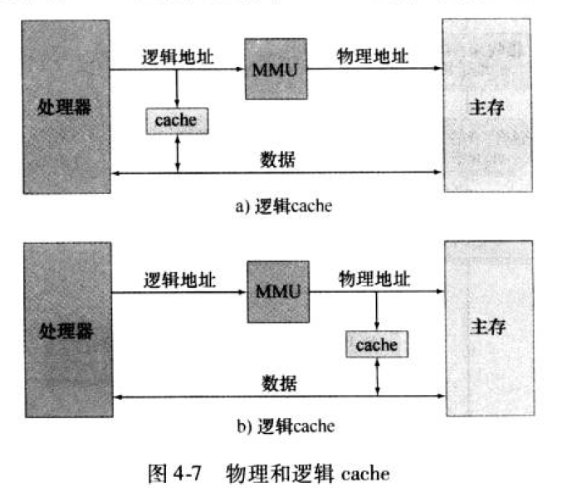 逻辑地址
MMU
物理地址
处理器
cache
主存
数据
a) 逻辑cache
逻辑地址
MMU
物理地址
处理器
cache
主存
数据
b) 逻辑cache
图 4-7 物理和逻辑 cache